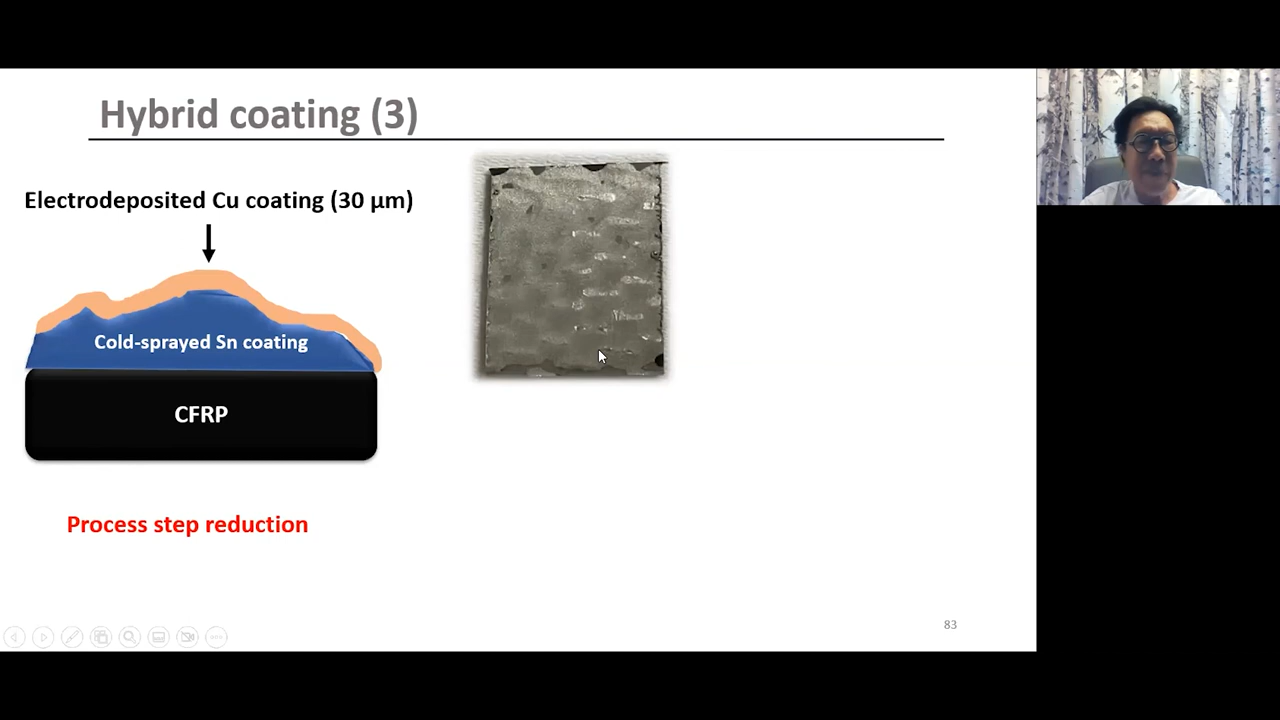 Hybrid coating (3)
Electrodeposited Cu coating (30 μm)
Cold-sprayed Sn coating
CFRP
Process step reduction
83